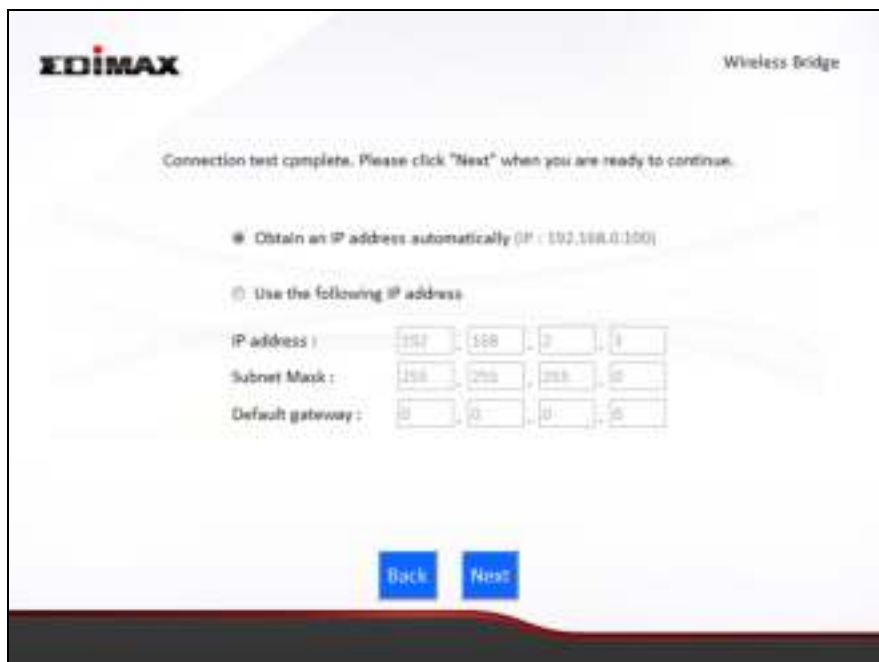 EDIMAX
Wireless Bridge
Connection test cpmplete. Please click "Next" when you are ready to continue.
Obtain an IP address automatically (IP : 192.168.0.100)
Use the following IP address
IP address : 192 . 168 . 2 . 3
Subnet Mask : 255 . 255 . 255 . 0
Default gateway : 0 . 0 . 0 . 0
Back Next